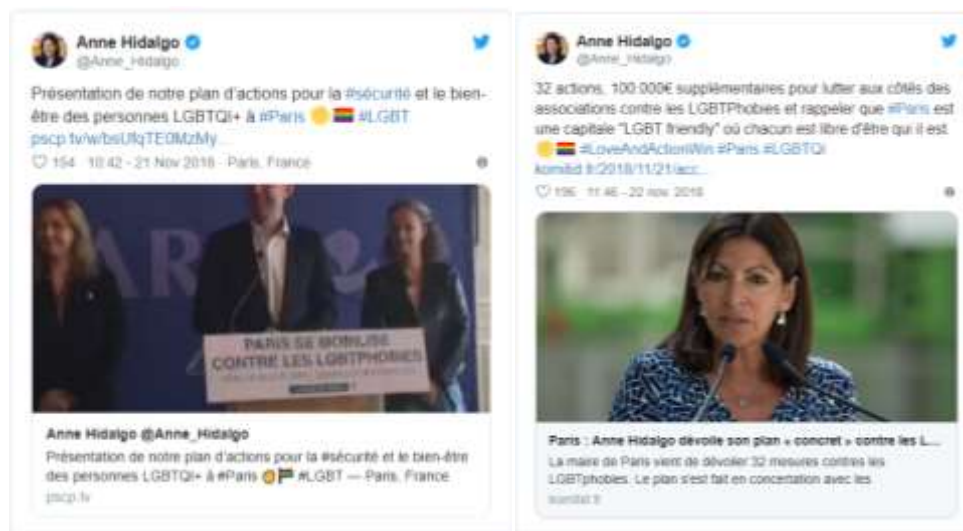 Anne Hidalgo
@Anne_Hidalgo
Présentation de notre plan d'actions pour la #sécurité et le bien-
être des personnes LGBTQI+ à #Paris #LGBT
154 10:42 - 21 Nov 2018 Paris, France
AR
PARIS SE MOBILISE
CONTRE LES LGBTPHOBIES
Anne Hidalgo @Anne_Hidalgo
Présentation de notre plan d'actions pour la #sécurité et le bien-être
des personnes LGBTQI+ à #Paris #LGBT — Paris, France
pscp.tv
Anne Hidalgo
@Anne_Hidalgo
32 actions, 100 000€ supplémentaires pour lutter aux côtés des
associations contre les LGBTPhobies et rappeler que #Paris est
une capitale "LGBT friendly" où chacun est libre d'être qui il est
#LoveAndActionWin #Paris #LGBTQI
komitid.fr/2018/11/21/acc...
196 11:46 - 22 nov. 2018
Paris : Anne Hidalgo dévoile son plan « concret » contre les L...
La maire de Paris vient de dévoiler 32 mesures contres les
LGBTphobies. Le plan s'est fait en concertation avec les
komitid.fr